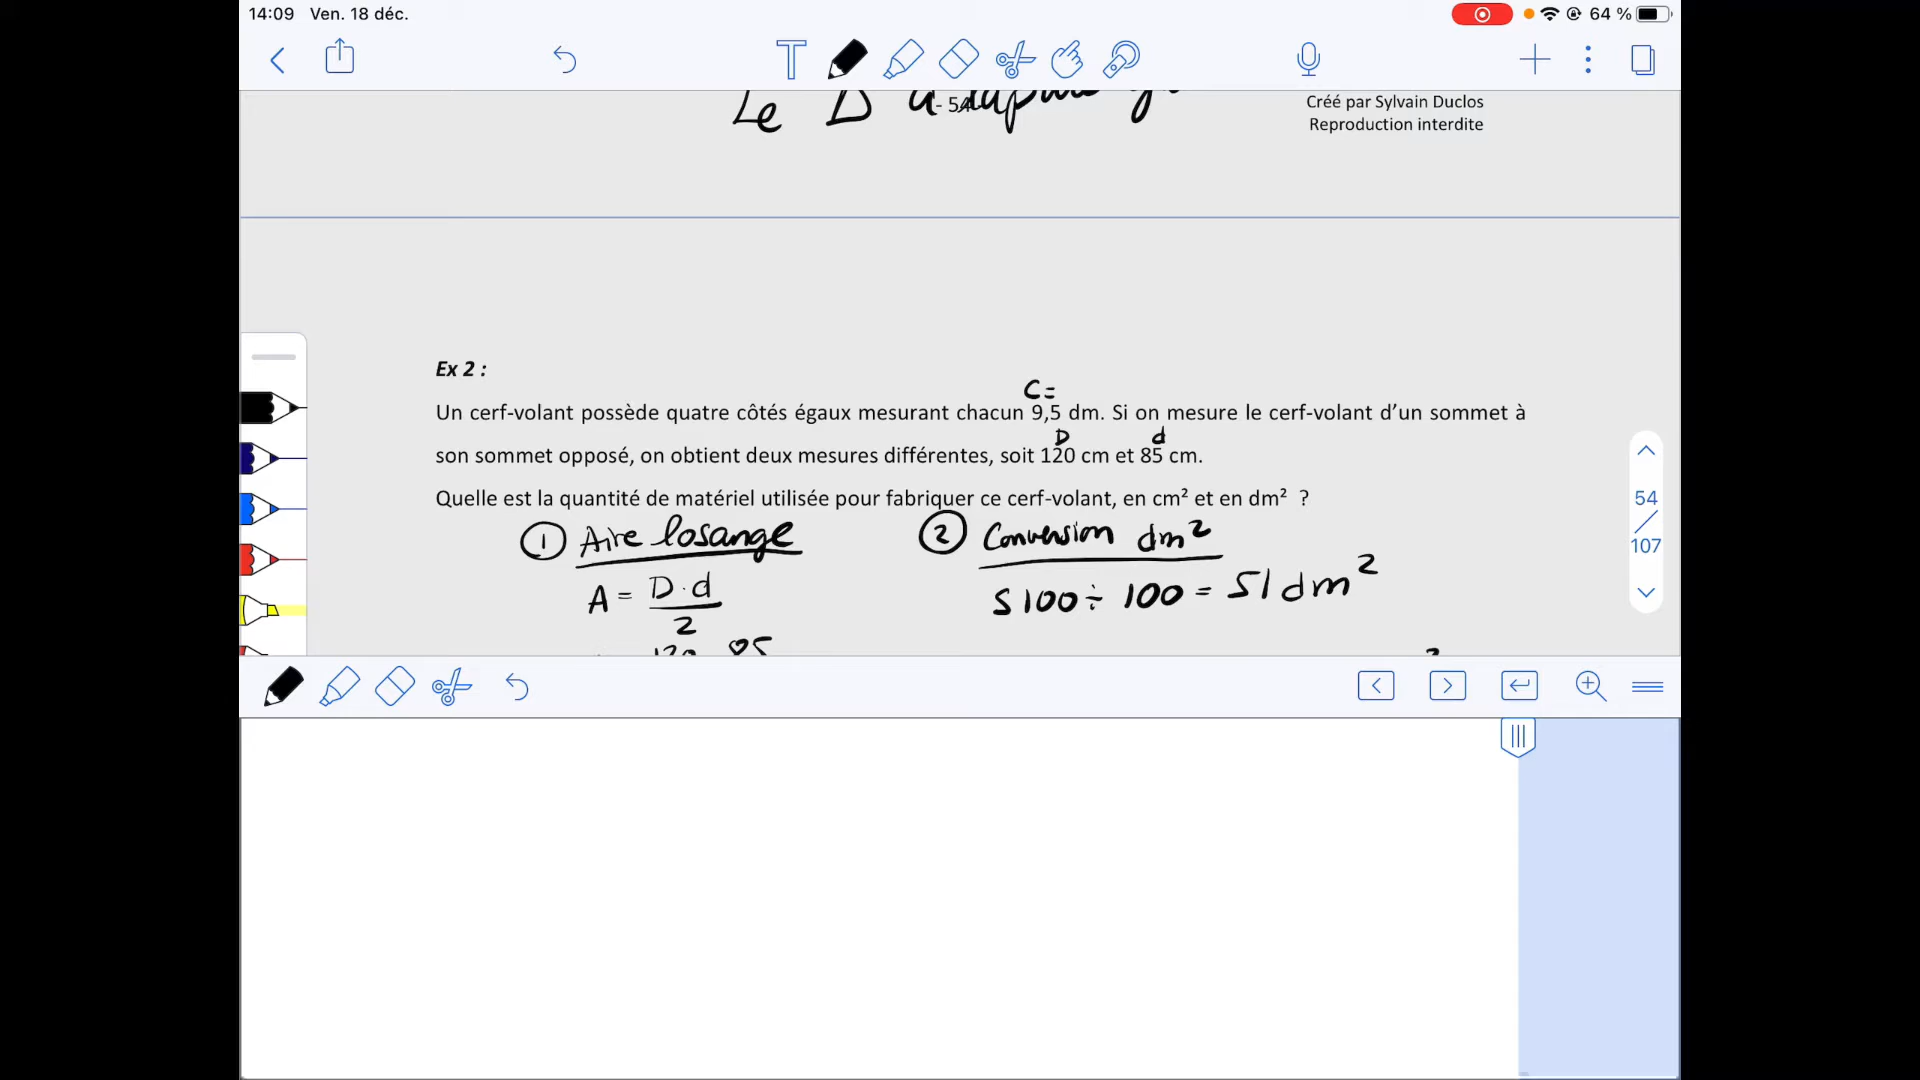 14:09 Ven. 18 déc.
64 %
Le D a
- 54 -
Créé par Sylvain Duclos
Reproduction interdite
Ex 2 :
C=
Un cerf-volant possède quatre côtés égaux mesurant chacun 9,5 dm. Si on mesure le cerf-volant d’un sommet à
D d
son sommet opposé, on obtient deux mesures différentes, soit 120 cm et 85 cm.
Quelle est la quantité de matériel utilisée pour fabriquer ce cerf-volant, en cm² et en dm² ?
① Aire losange
② Conversion dm²
A = D·d
2
5100 ÷ 100 = 51 dm²
54
107